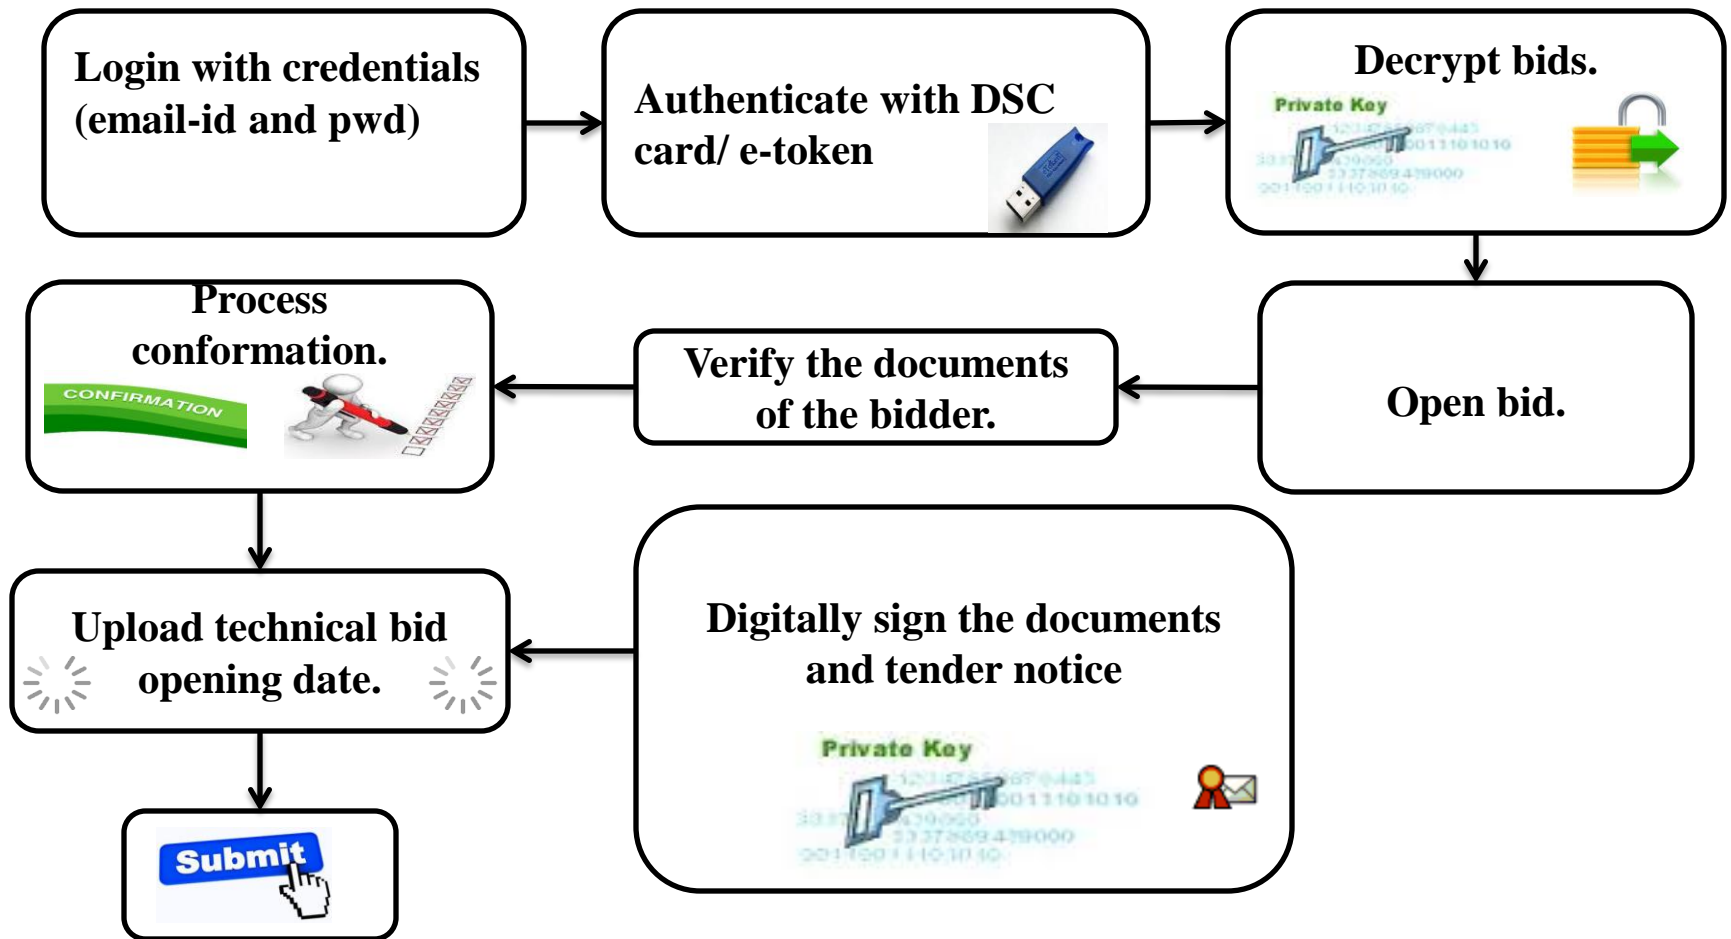 Login with credentials
(email-id and pwd)
Authenticate with DSC
card/ e-token
Decrypt bids.
Private Key
Process
conformation.
CONFIRMATION
Verify the documents
of the bidder.
Open bid.
Upload technical bid
opening date.
Digitally sign the documents
and tender notice
Private Key
Submit